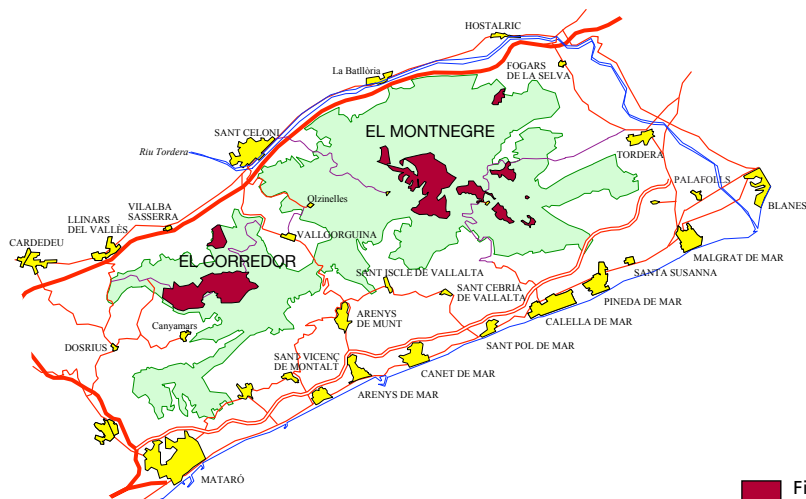 HOSTALRIC
La Batllòria
FOGARS
DE LA SELVA
SANT CELONI
EL MONTNEGRE
Riu Tordera
TORDERA
PALAFOLLS
Olzinelles
BLANES
VILALBA
SASSERRA
LLINARS
DEL VALLÈS
CARDEDEU
VALLGORGUINA
EL CORREDOR
MALGRAT DE MAR
SANTA SUSANNA
SANT ISCLE DE VALLALTA
SANT CEBRIA
DE VALLALTA
PINEDA DE MAR
CALELLA DE MAR
ARENYS
DE MUNT
Canyamars
DOSRIUS
SANT POL DE MAR
SANT VICENÇ
DE MONTALT
CANET DE MAR
ARENYS DE MAR
MATARÓ